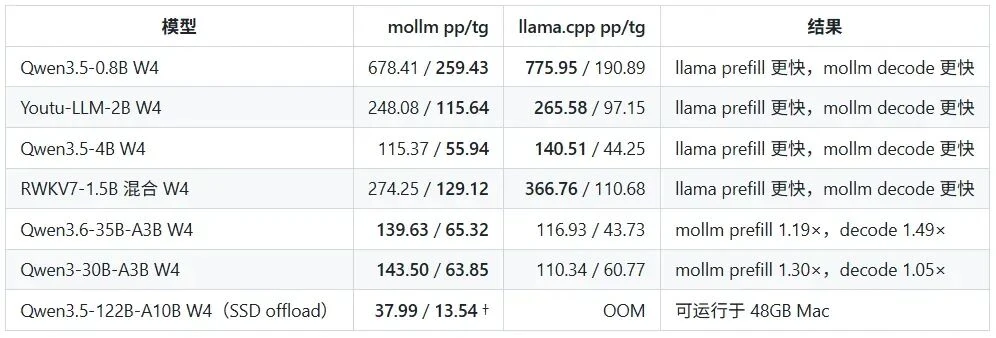 模型 mollm pp/tg llama.cpp pp/tg 结果
Qwen3.5-0.8B W4 678.41 / 259.43 775.95 / 190.89 llama prefill 更快，mollm decode 更快
Youtu-LLM-2B W4 248.08 / 115.64 265.58 / 97.15 llama prefill 更快，mollm decode 更快
Qwen3.5-4B W4 115.37 / 55.94 140.51 / 44.25 llama prefill 更快，mollm decode 更快
RWKV7-1.5B 混合 W4 274.25 / 129.12 366.76 / 110.68 llama prefill 更快，mollm decode 更快
Qwen3.6-35B-A3B W4 139.63 / 65.32 116.93 / 43.73 mollm prefill 1.19×，decode 1.49×
Qwen3-30B-A3B W4 143.50 / 63.85 110.34 / 60.77 mollm prefill 1.30×，decode 1.05×
Qwen3.5-122B-A10B W4（SSD offload） 37.99 / 13.54 † OOM 可运行于 48GB Mac